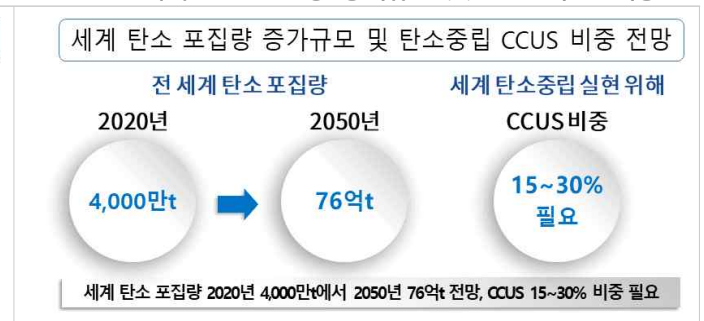 세계 탄소 포집량 증가규모 및 탄소중립 CCUS 비중 전망
전 세계 탄소 포집량
세계 탄소중립 실현 위해
2020년
2050년
CCUS 비중
4,000만t
76억t
15~30%
필요
세계 탄소 포집량 2020년 4,000만t에서 2050년 76억t 전망, CCUS 15~30% 비중 필요